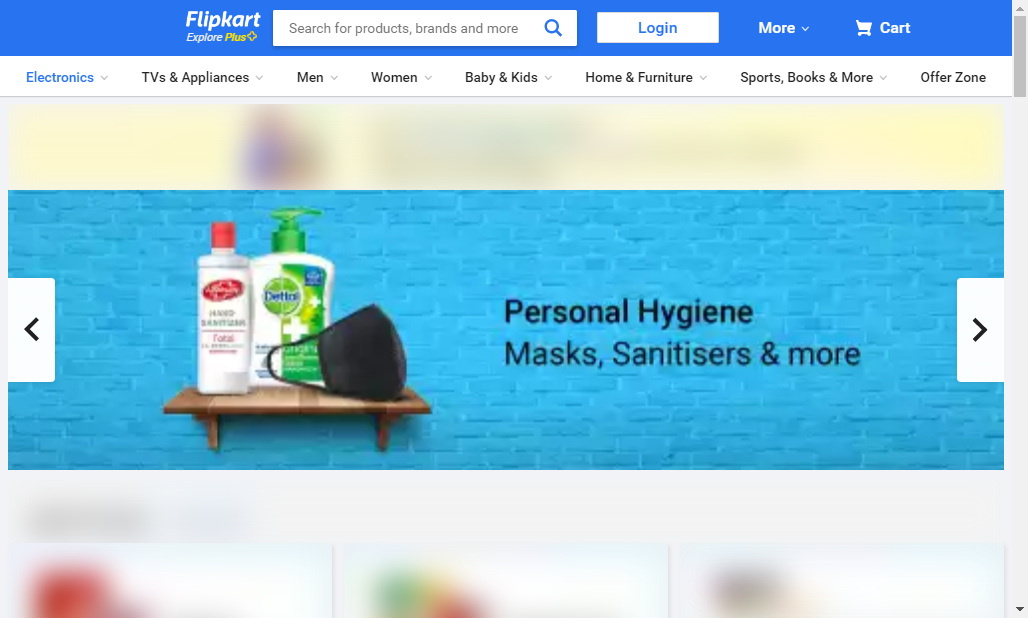 Flipkart
Explore Plus
Search for products, brands and more
Login
More
Cart
Electronics
TVs & Appliances
Men
Women
Baby & Kids
Home & Furniture
Sports, Books & More
Offer Zone
Lifebuoy
HAND
SANITIZER
Total
Dettol
Personal Hygiene
Masks, Sanitisers & more